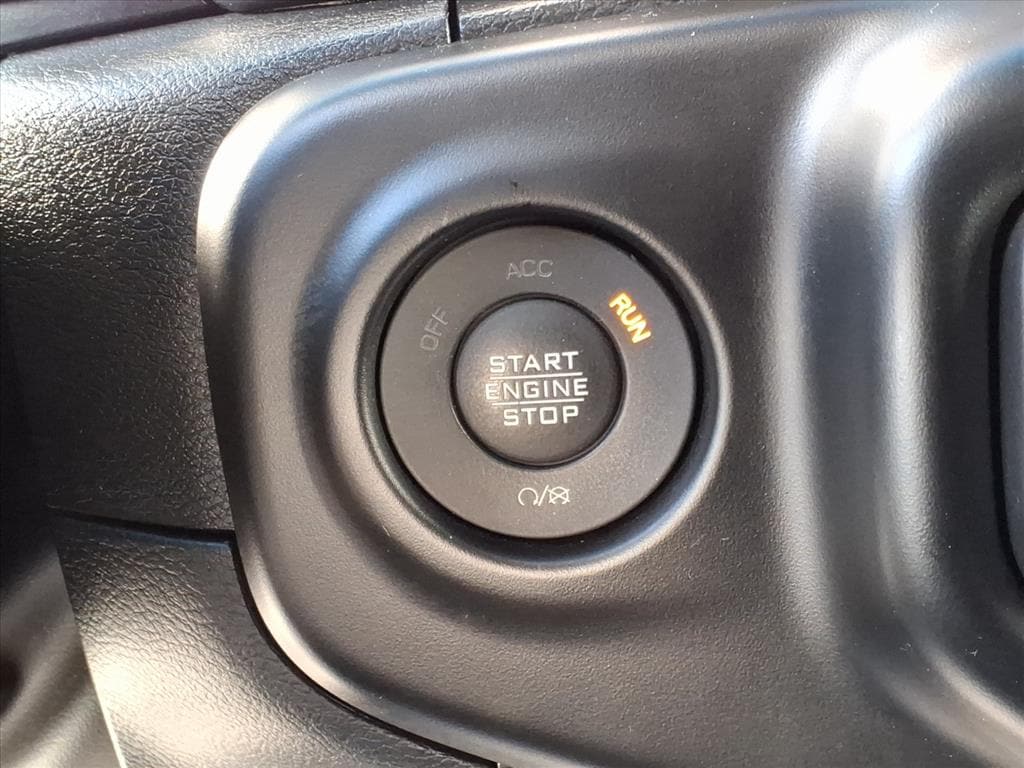 ACC
OFF
RUN
START
ENGINE
STOP